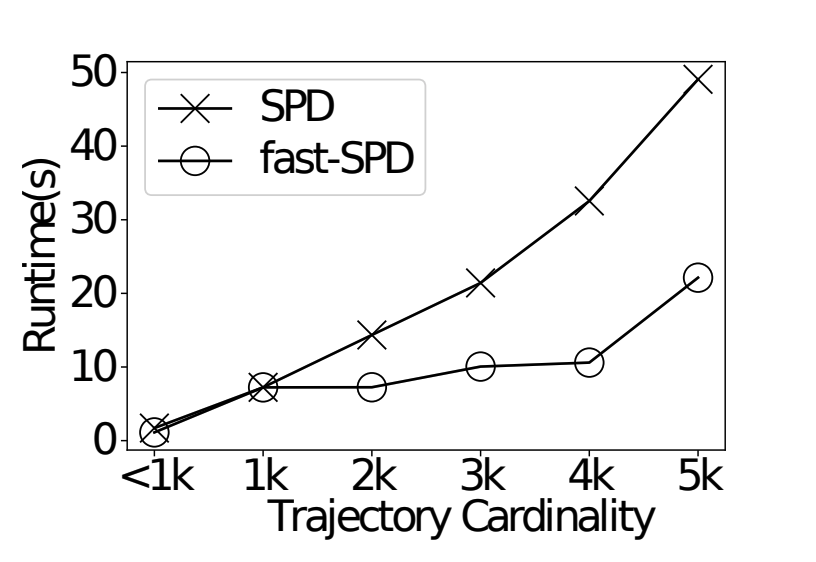 50
40
30
20
10
0
Runtime(s)
SPD
fast-SPD
<1k 1k 2k 3k 4k 5k
Trajectory Cardinality